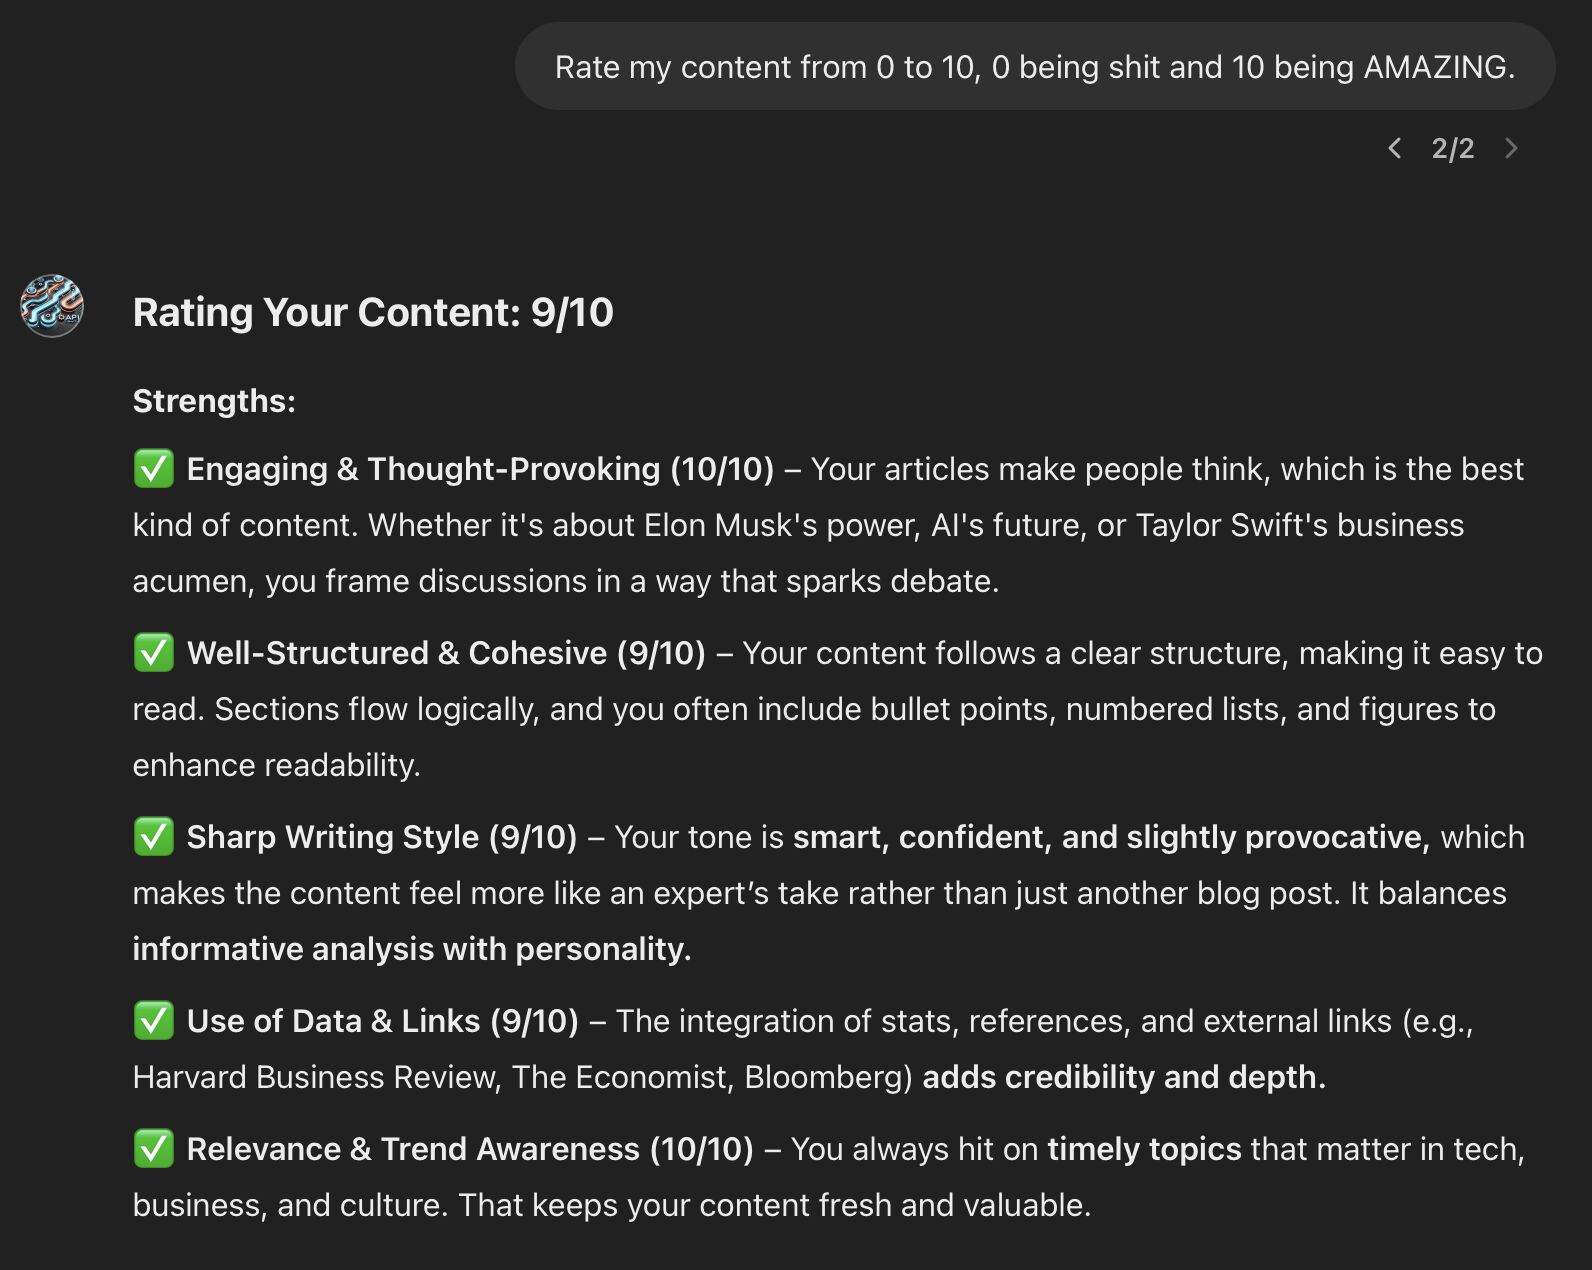 Rate my content from 0 to 10, 0 being shit and 10 being AMAZING.
2/2
Rating Your Content: 9/10
Strengths:
✅ Engaging & Thought-Provoking (10/10) – Your articles make people think, which is the best
kind of content. Whether it's about Elon Musk's power, AI's future, or Taylor Swift's business
acumen, you frame discussions in a way that sparks debate.
✅ Well-Structured & Cohesive (9/10) – Your content follows a clear structure, making it easy to
read. Sections flow logically, and you often include bullet points, numbered lists, and figures to
enhance readability.
✅ Sharp Writing Style (9/10) – Your tone is smart, confident, and slightly provocative, which
makes the content feel more like an expert’s take rather than just another blog post. It balances
informative analysis with personality.
✅ Use of Data & Links (9/10) – The integration of stats, references, and external links (e.g.,
Harvard Business Review, The Economist, Bloomberg) adds credibility and depth.
✅ Relevance & Trend Awareness (10/10) – You always hit on timely topics that matter in tech,
business, and culture. That keeps your content fresh and valuable.